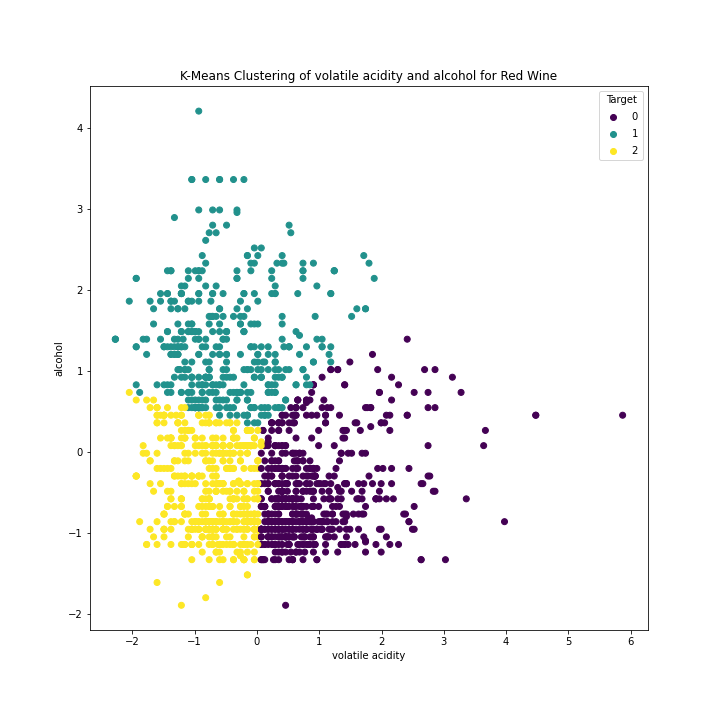 K-Means Clustering of volatile acidity and alcohol for Red Wine
Target
0
1
2
alcohol
4
3
2
1
0
−1
−2
−2 −1 0 1 2 3 4 5 6
volatile acidity